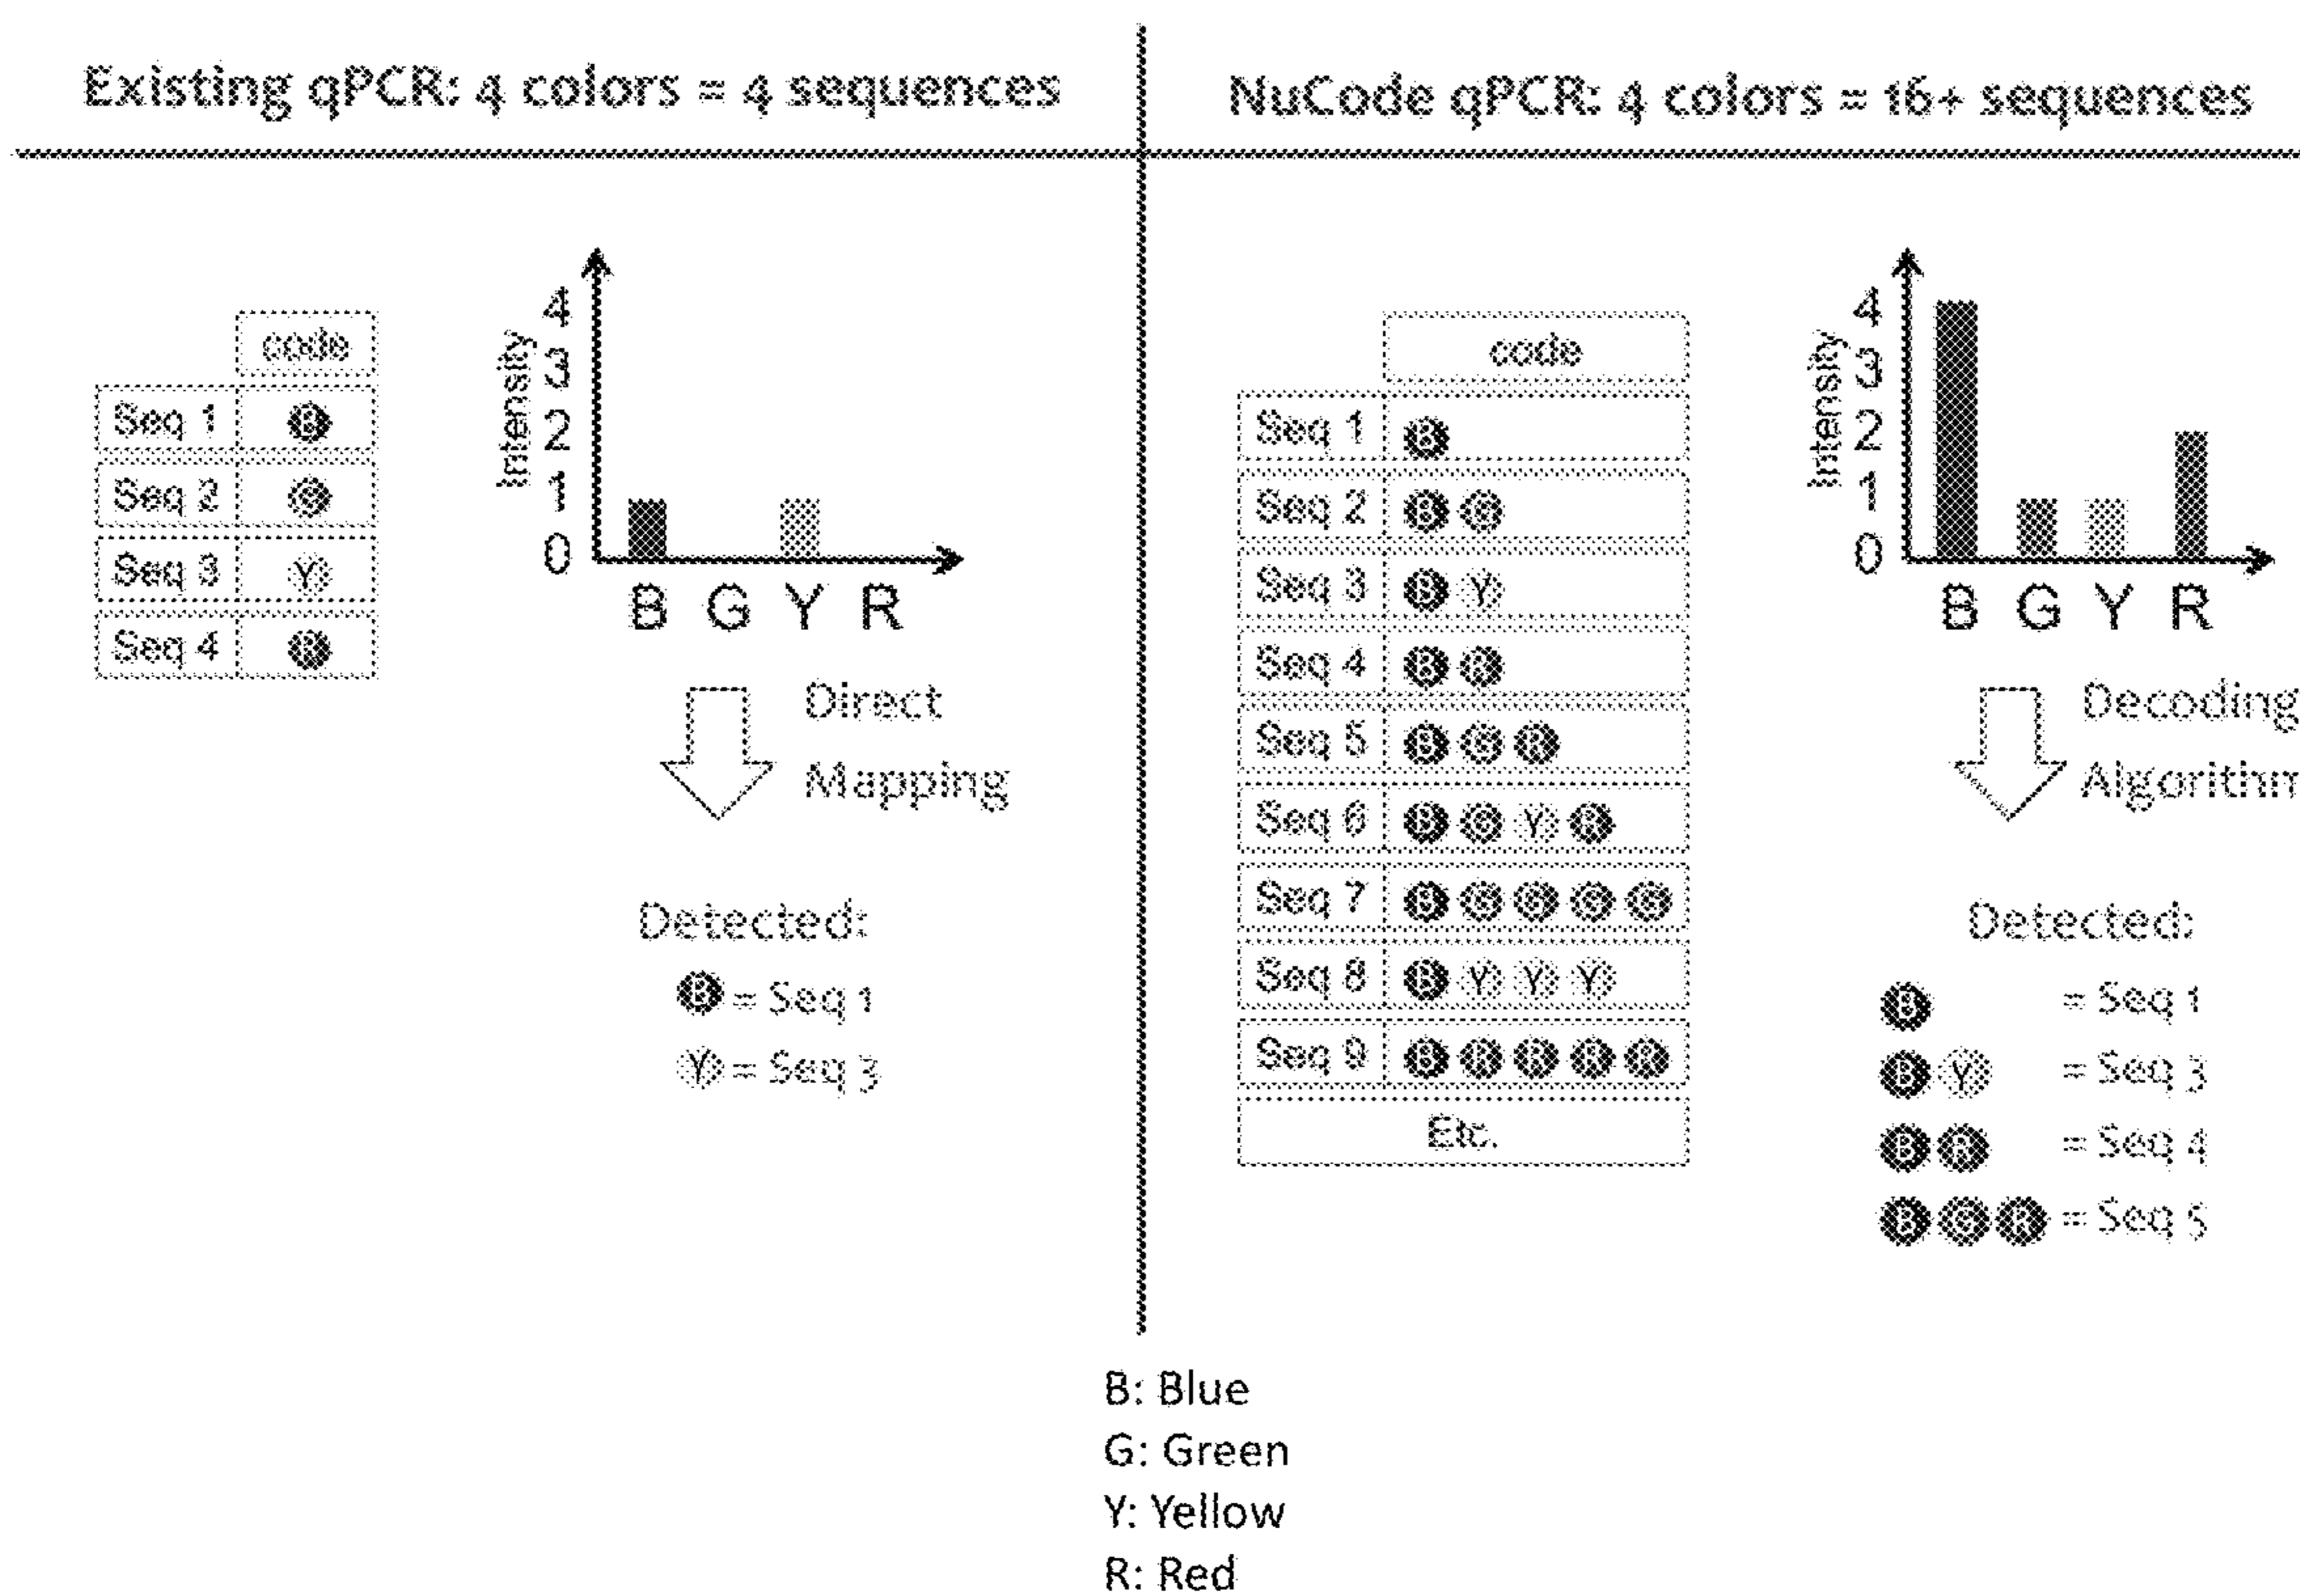 Existing qPCR: 4 colors = 4 sequences
code
Seq 1 B
Seq 2 G
Seq 3 Y
Seq 4 R
Intensity
4
3
2
1
0
B G Y R
Direct
Mapping
Detected:
B = Seq 1
Y = Seq 3
NuCode qPCR: 4 colors = 16+ sequences
code
Seq 1 B
Seq 2 B G
Seq 3 B Y
Seq 4 B R
Seq 5 B G R
Seq 6 B G Y R
Seq 7 B G G G G
Seq 8 B Y Y Y
Seq 9 B R R R R
Etc.
Intensity
4
3
2
1
0
B G Y R
Decoding
Algorithm
Detected:
B = Seq 1
B Y = Seq 3
B R = Seq 4
B G R = Seq 5
B: Blue
G: Green
Y: Yellow
R: Red